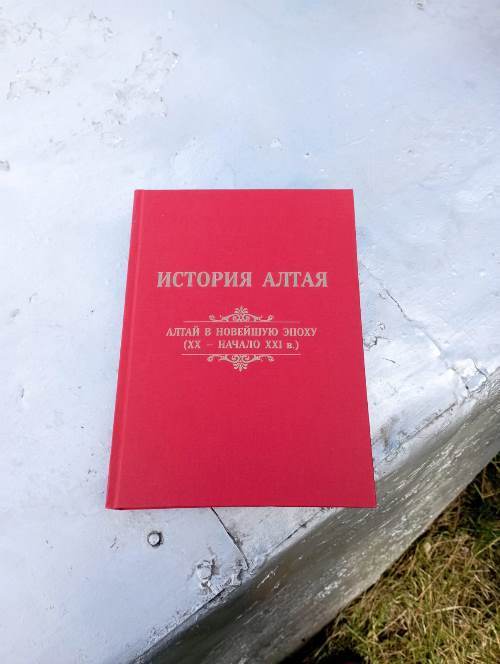 ИСТОРИЯ АЛТАЯ
АЛТАЙ В НОВЕЙШУЮ ЭПОХУ
(XX – НАЧАЛО XXI в.)